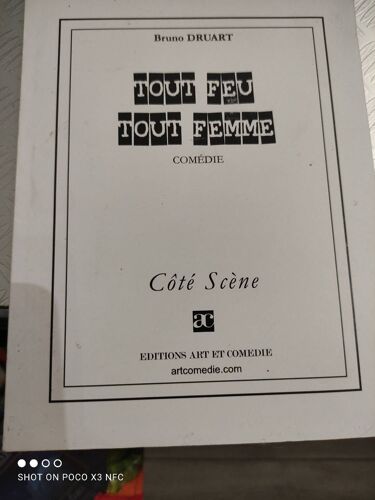 Bruno DRUART
TOUT FEU
TOUT FEMME
COMÉDIE
Côté Scène
ac
EDITIONS ART ET COMEDIE
artcomedie.com
SHOT ON POCO X3 NFC